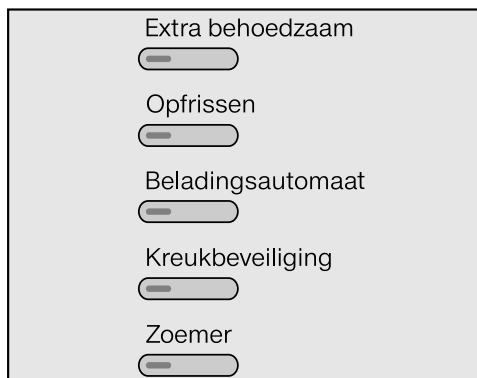 Extra behoedzaam
Opfrissen
Beladingsautomaat
Kreukbeveiliging
Zoemer